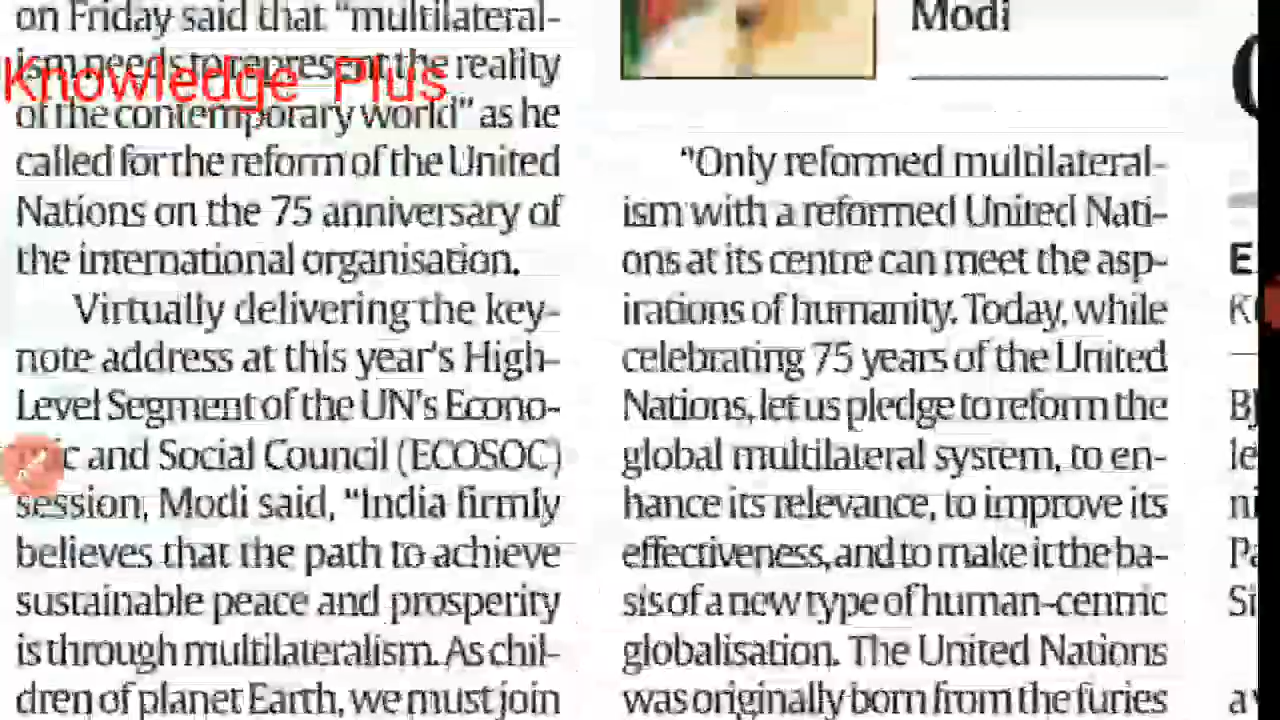 on Friday said that “multilateral-
ism needs to represent the reality
Knowledge Plus
of the contemporary world” as he
called for the reform of the United
Nations on the 75 anniversary of
the international organisation.
Virtually delivering the key-
note address at this year's High-
Level Segment of the UN's Econo-
ic and Social Council (ECOSOC)
session, Modi said, “India firmly
believes that the path to achieve
sustainable peace and prosperity
is through multilateralism. As chil-
dren of planet Earth, we must join
Modi
“Only reformed multilateral-
ism with a reformed United Nati-
ons at its centre can meet the asp-
irations of humanity. Today, while
celebrating 75 years of the United
Nations, let us pledge to reform the
global multilateral system, to en-
hance its relevance, to improve its
effectiveness, and to make it the ba-
sis of a new type of human-centric
globalisation. The United Nations
was originally born from the furies